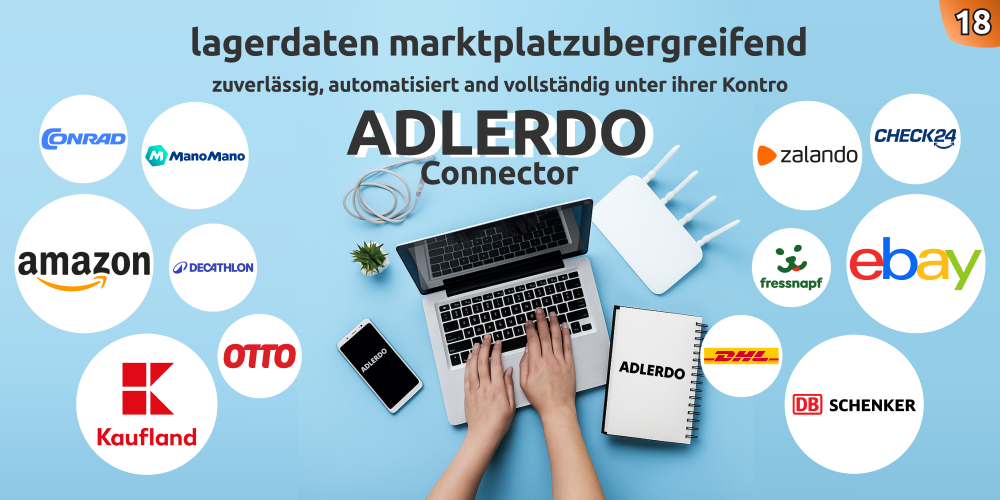 18
lagerdaten marktplatzubergreifend
zuverlässig, automatisiert and vollständig unter ihrer Kontro
ADLERDO
Connector
CONRAD
ManoMano
zalando
CHECK24
amazon
DECATHLON
fressnapf
ebay
OTTO
Kaufland
ADLERDO
ADLERDO
DHL
DB SCHENKER